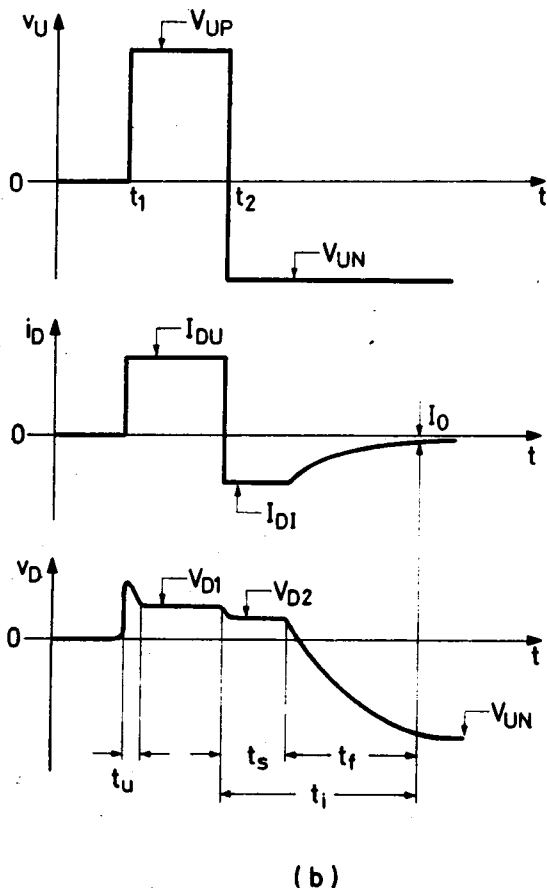 v_U
V_UP
0
t_1
t_2
t
V_UN
i_D
I_DU
0
I_0
t
I_DI
v_D
V_D1
V_D2
0
t
V_UN
t_u
t_s
t_f
t_i
(b)